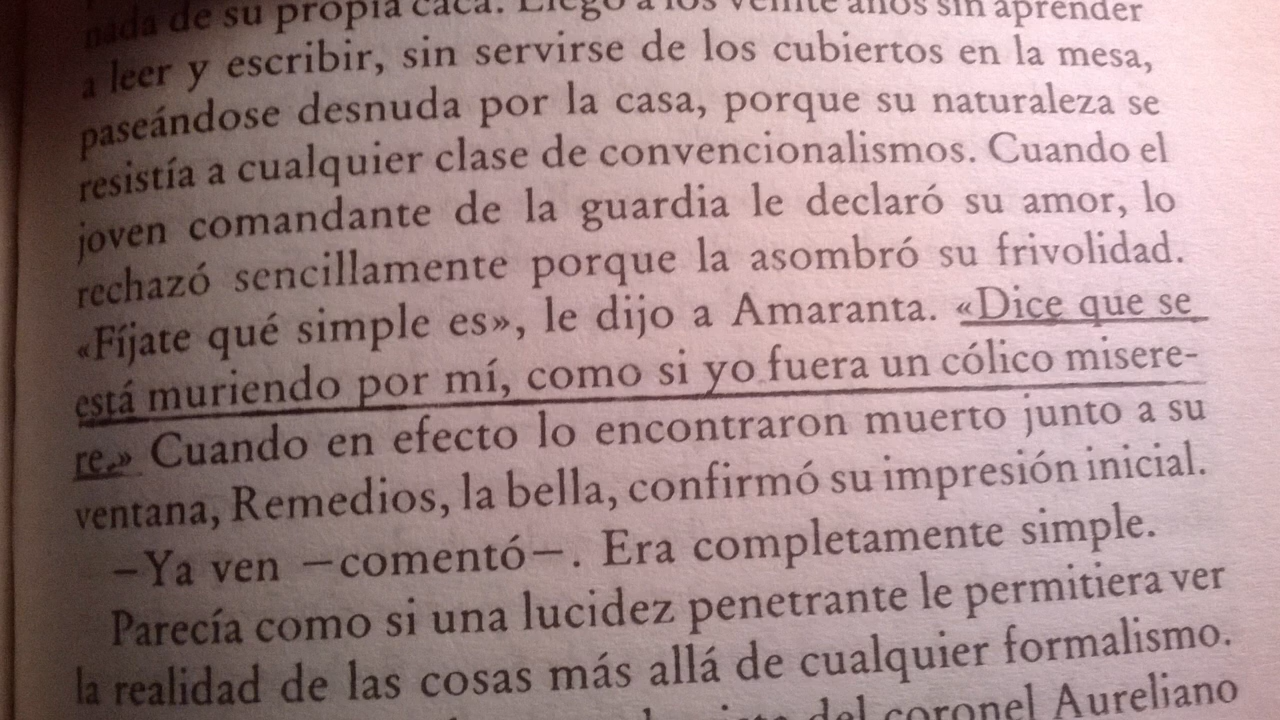 nada de su propia caca. Llegó a los veinte años sin aprender
a leer y escribir, sin servirse de los cubiertos en la mesa,
paseándose desnuda por la casa, porque su naturaleza se
resistía a cualquier clase de convencionalismos. Cuando el
joven comandante de la guardia le declaró su amor, lo
rechazó sencillamente porque la asombró su frivolidad.
«Fíjate qué simple es», le dijo a Amaranta. «Dice que se
está muriendo por mí, como si yo fuera un cólico misere-
re.» Cuando en efecto lo encontraron muerto junto a su
ventana, Remedios, la bella, confirmó su impresión inicial.
—Ya ven —comentó—. Era completamente simple.
Parecía como si una lucidez penetrante le permitiera ver
la realidad de las cosas más allá de cualquier formalismo.
del coronel Aureliano